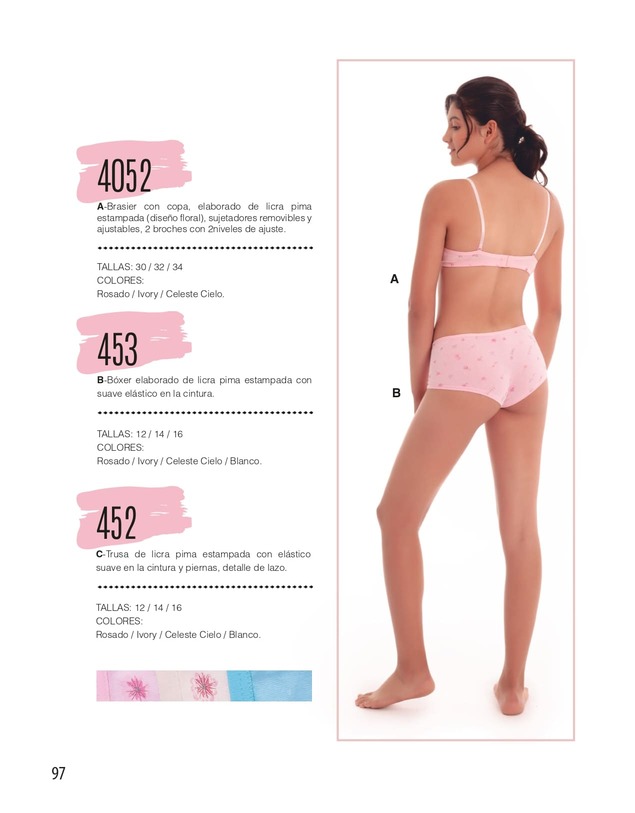 4052
A-Brasier con copa, elaborado de licra pima
estampada (diseño floral), sujetadores removibles y
ajustables, 2 broches con 2niveles de ajuste.
TALLAS: 30 / 32 / 34
COLORES:
Rosado / Ivory / Celeste Cielo.
453
B-Bóxer elaborado de licra pima estampada con
suave elástico en la cintura.
TALLAS: 12 / 14 / 16
COLORES:
Rosado / Ivory / Celeste Cielo / Blanco.
452
C-Trusa de licra pima estampada con elástico
suave en la cintura y piernas, detalle de lazo.
TALLAS: 12 / 14 / 16
COLORES:
Rosado / Ivory / Celeste Cielo / Blanco.
A
B
97